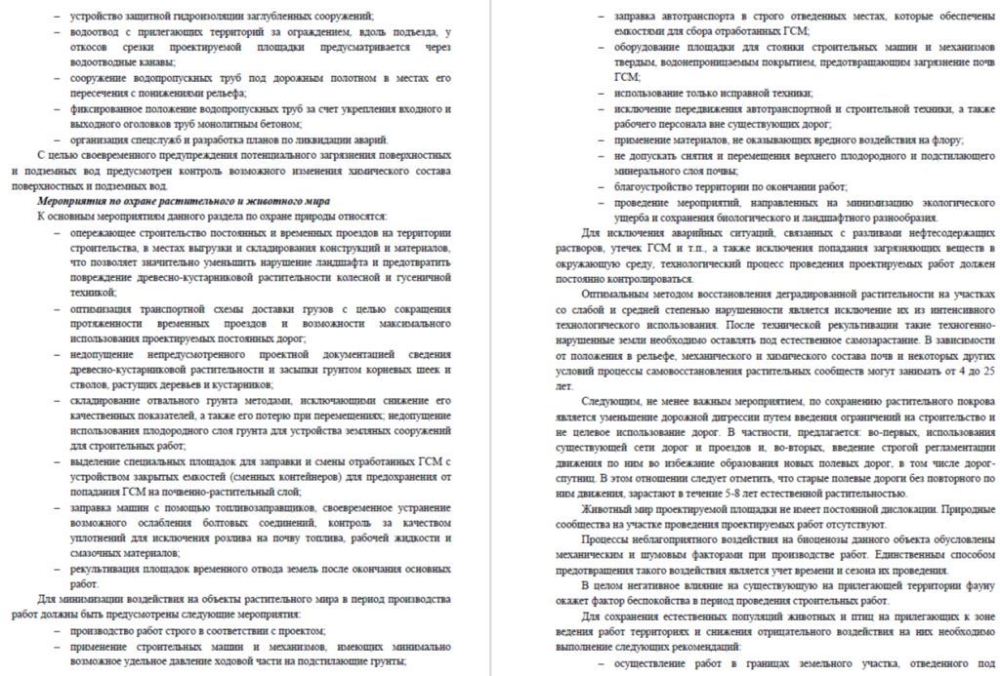 – устройство защитной гидроизоляции заглубленных сооружений;
– водоотвод с прилегающих территорий за ограждением, вдоль подъезда, у
откосов срезки проектируемой площадки предусматривается через
водоотводные канавы;
– сооружение водопропускных труб под дорожным полотном в местах его
пересечения с понижениями рельефа;
– фиксированное положение водопропускных труб за счет укрепления входного и
выходного оголовков труб монолитным бетоном;
– организация спецслужб и разработка планов по ликвидации аварий.
С целью своевременного предупреждения потенциального загрязнения поверхностных
и подземных вод предусмотрен контроль возможного изменения химического состава
поверхностных и подземных вод.
Мероприятия по охране растительного и животного мира
К основным мероприятиям данного раздела по охране природы относятся:
– опережающее строительство постоянных и временных проездов на территории
строительства, в местах выгрузки и складирования конструкций и материалов,
что позволяет значительно уменьшить нарушение ландшафта и предотвратить
повреждение древесно-кустарниковой растительности колесной и гусеничной
техникой;
– оптимизация транспортной схемы доставки грузов с целью сокращения
протяженности временных проездов и возможности максимального
использования проектируемых постоянных дорог;
– недопущение непредусмотренного проектной документацией сведения
древесно-кустарниковой растительности и засыпки грунтом корневых шеек и
стволов, растущих деревьев и кустарников;
– складирование отвального грунта методами, исключающими снижение его
качественных показателей, а также его потерю при перемещениях; недопущение
использования плодородного слоя грунта для устройства земляных сооружений
для строительных работ;
– выделение специальных площадок для заправки и смены отработанных ГСМ с
устройством закрытых емкостей (сменных контейнеров) для предохранения от
попадания ГСМ на почвенно-растительный слой;
– заправка машин с помощью топливозаправщиков, своевременное устранение
возможного ослабления болтовых соединений, контроль за качеством
уплотнений для исключения розлива на почву топлива, рабочей жидкости и
смазочных материалов;
– рекультивация площадок временного отвода земель после окончания основных
работ.
Для минимизации воздействия на объекты растительного мира в период производства
работ должны быть предусмотрены следующие мероприятия:
– производство работ строго в соответствии с проектом;
– применение строительных машин и механизмов, имеющих минимально
возможное удельное давление ходовой части на подстилающие грунты;
– заправка автотранспорта в строго отведенных местах, которые обеспечены
емкостями для сбора отработанных ГСМ;
– оборудование площадки для стоянки строительных машин и механизмов
твердым, водонепроницаемым покрытием, предотвращающим загрязнение почв
ГСМ;
– использование только исправной техники;
– исключение передвижения автотранспортной и строительной техники, а также
рабочего персонала вне существующих дорог;
– применение материалов, не оказывающих вредного воздействия на флору;
– не допускать снятия и перемещения верхнего плодородного и подстилающего
минерального слоя почвы;
– благоустройство территории по окончании работ;
– проведение мероприятий, направленных на минимизацию экологического
ущерба и сохранения биологического и ландшафтного разнообразия.
Для исключения аварийных ситуаций, связанных с разливами нефтесодержащих
растворов, утечек ГСМ и т.п., а также исключения попадания загрязняющих веществ в
окружающую среду, технологический процесс проведения проектируемых работ должен
постоянно контролироваться.
Оптимальным методом восстановления деградированной растительности на участках
со слабой и средней степенью нарушенности является исключение их из интенсивного
технологического использования. После технической рекультивации такие техногенно-
нарушенные земли необходимо оставлять под естественное самозарастание. В зависимости
от положения в рельефе, механического и химического состава почв и некоторых других
условий процессы самовосстановления растительных сообществ могут занимать от 4 до 25
лет.
Следующим, не менее важным мероприятием, по сохранению растительного покрова
является уменьшение дорожной дигрессии путем введения ограничений на строительство и
не целевое использование дорог. В частности, предлагается: во-первых, использования
существующей сети дорог и проездов и, во-вторых, введение строгой регламентации
движения по ним во избежание образования новых полевых дорог, в том числе дорог-
спутниц. В этом отношении следует отметить, что старые полевые дороги без повторного по
ним движения, зарастают в течение 5-8 лет естественной растительностью.
Животный мир проектируемой площадки не имеет постоянной дислокации. Природные
сообщества на участке проведения проектируемых работ отсутствуют.
Процессы неблагоприятного воздействия на биоценозы данного объекта обусловлены
механическим и шумовым факторами при производстве работ. Единственным способом
предотвращения такого воздействия является учет времени и сезона их проведения.
В целом негативное влияние на существующую на прилегающей территории фауну
окажет фактор беспокойства в период проведения строительных работ.
Для сохранения естественных популяций животных и птиц на прилегающих к зоне
ведения работ территориях и снижения отрицательного воздействия на них необходимо
выполнение следующих рекомендаций:
– осуществление работ в границах земельного участка, отведенного под